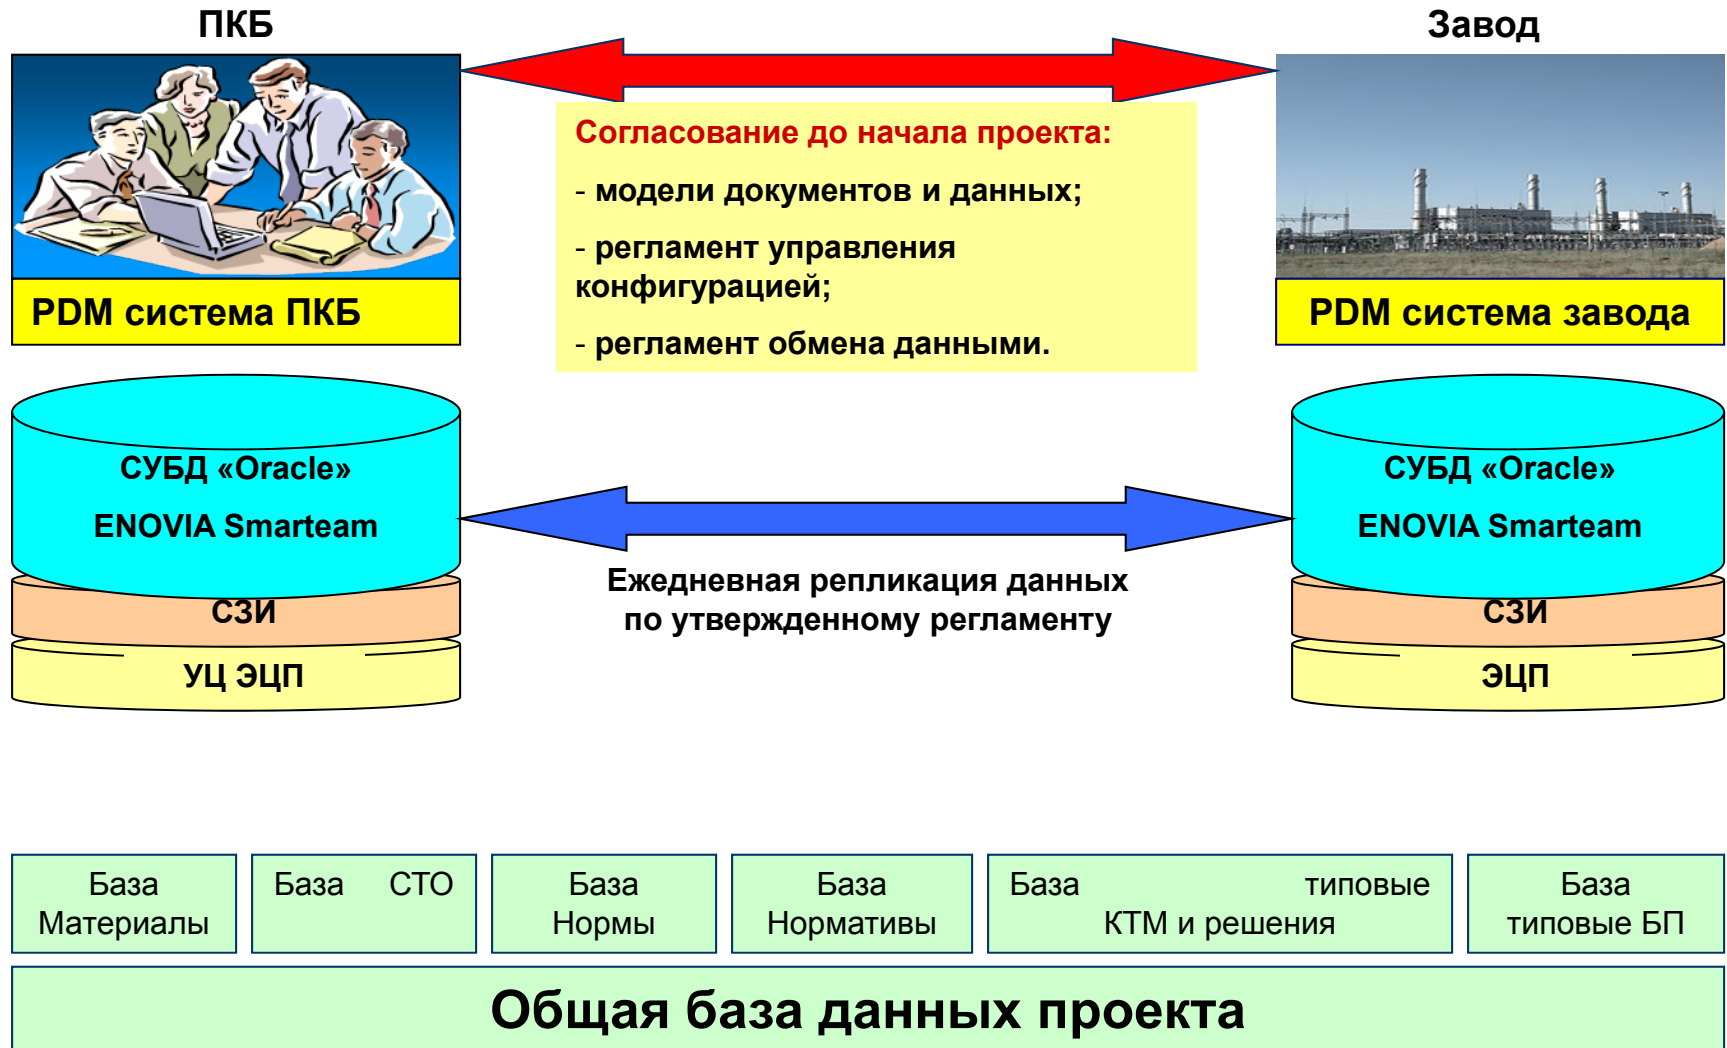 ПКБ
Завод
Согласование до начала проекта:
- модели документов и данных;
- регламент управления
конфигурацией;
- регламент обмена данными.
PDM система ПКБ
PDM система завода
СУБД «Oracle»
ENOVIA Smarteam
СЗИ
УЦ ЭЦП
Ежедневная репликация данных
по утвержденному регламенту
СУБД «Oracle»
ENOVIA Smarteam
СЗИ
ЭЦП
База
Материалы
База СТО
База
Нормы
База
Нормативы
База типовые
КТМ и решения
База
типовые БП
Общая база данных проекта